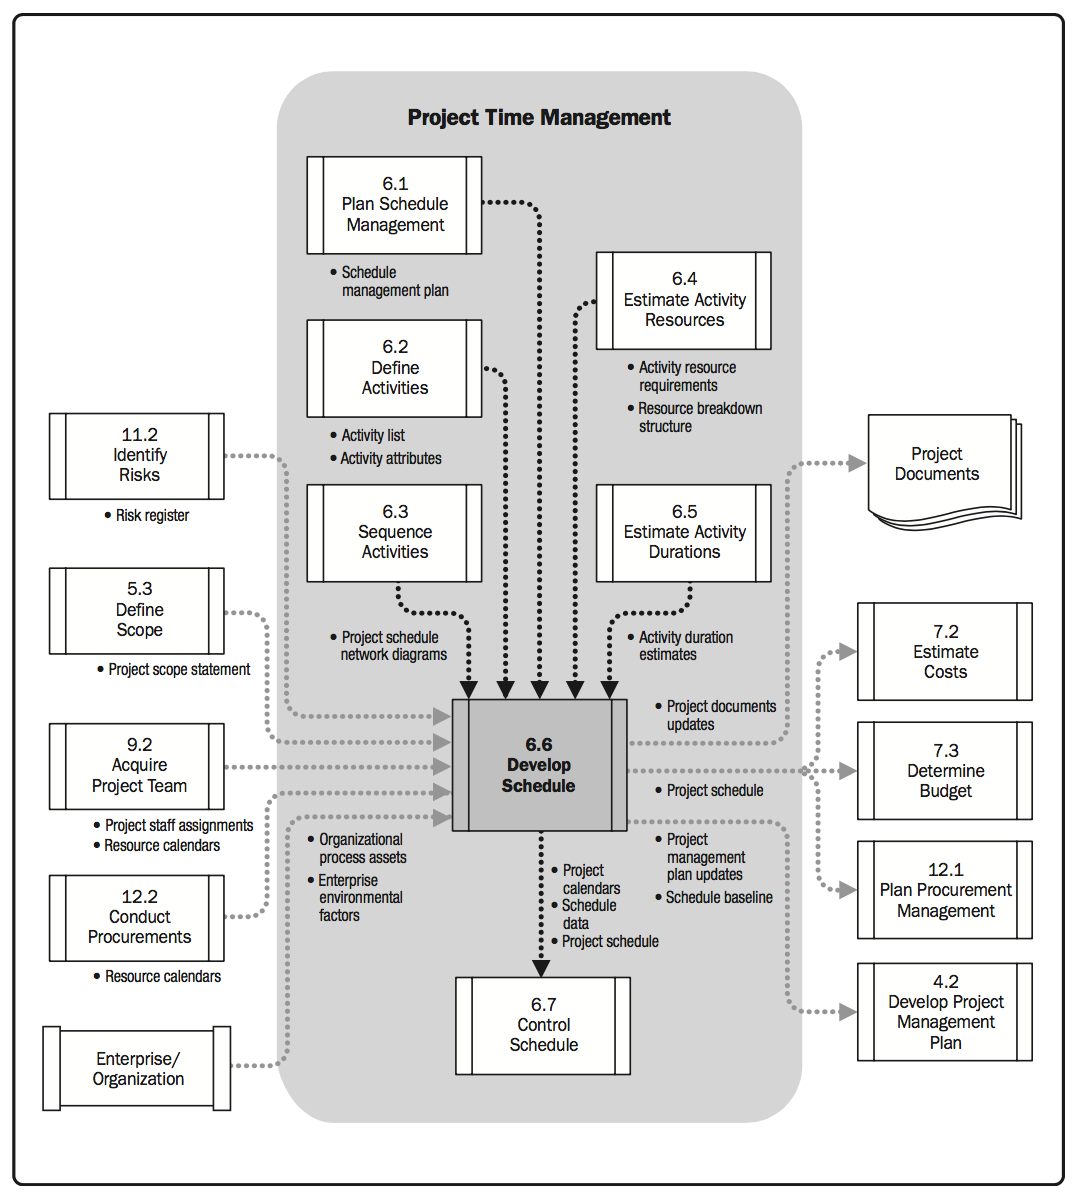 Project Time Management
6.1
Plan Schedule
Management
• Schedule
management plan
6.4
Estimate Activity
Resources
• Activity resource
requirements
• Resource breakdown
structure
6.2
Define
Activities
• Activity list
• Activity attributes
11.2
Identify
Risks
• Risk register
6.3
Sequence
Activities
• Project schedule
network diagrams
6.5
Estimate Activity
Durations
• Activity duration
estimates
Project
Documents
5.3
Define
Scope
• Project scope statement
9.2
Acquire
Project Team
• Project staff assignments
• Resource calendars
12.2
Conduct
Procurements
• Resource calendars
Enterprise/
Organization
• Organizational
process assets
• Enterprise
environmental
factors
6.6
Develop
Schedule
• Project documents
updates
• Project schedule
• Project
management
plan updates
• Schedule baseline
• Project
calendars
• Schedule
data
• Project schedule
6.7
Control
Schedule
7.2
Estimate
Costs
7.3
Determine
Budget
12.1
Plan Procurement
Management
4.2
Develop Project
Management
Plan